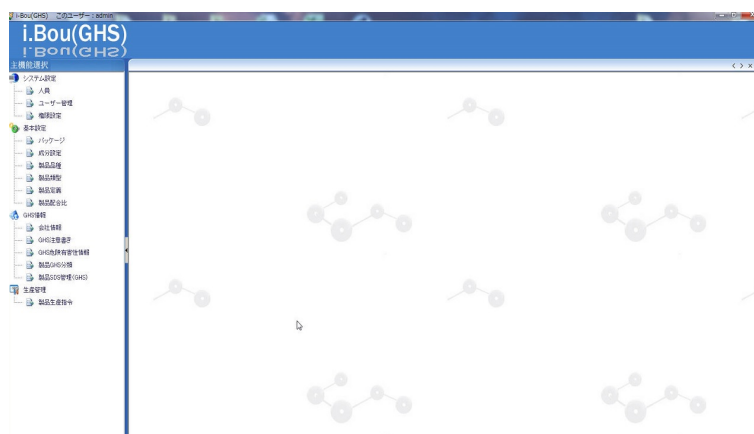 i-Bou(GHS) このユーザー : admin
i.Bou(GHS)
主機能選択
システム設定
人員
ユーザー管理
権限設定
基本設定
パッケージ
成分設定
製品品種
製品類型
製品定義
製品配合比
GHS情報
会社情報
GHS注意書き
GHS危険有害性情報
製品GHS分類
製品SDS管理(GHS)
生産管理
製品生産指令